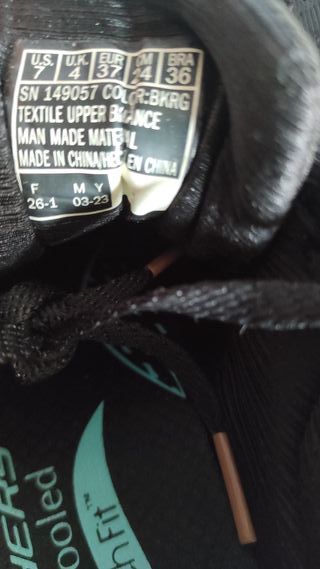 U.S. U.K. EUR CM BRA
7 4 37 24 36
SN 149057 COLOR:BKRG
TEXTILE UPPER BALANCE
MAN MADE MATERIAL
MADE IN CHINA/HECHO EN CHINA
F M Y
26-1 03-23
ooled
Fit™